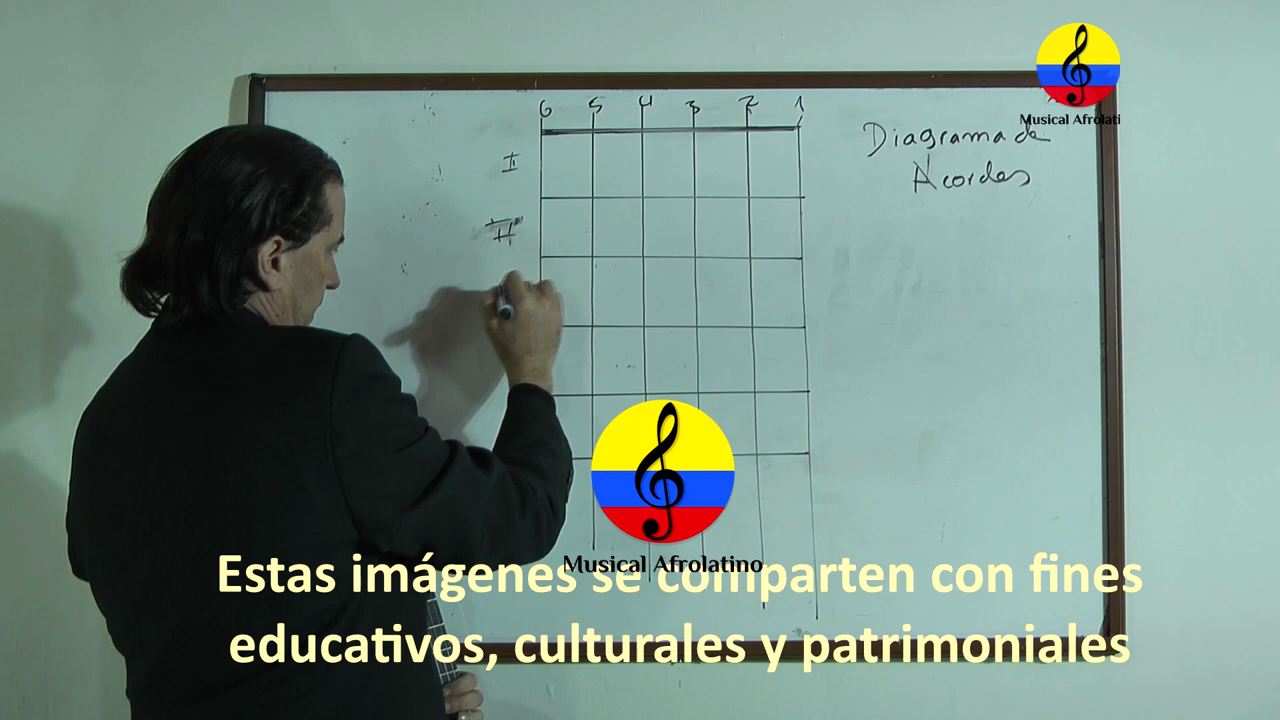 Musical Afrolati
6 5 4 3 2 1
Diagrama de
Acordes
I
II
Musical Afrolatino
Estas imágenes se comparten con fines
educativos, culturales y patrimoniales